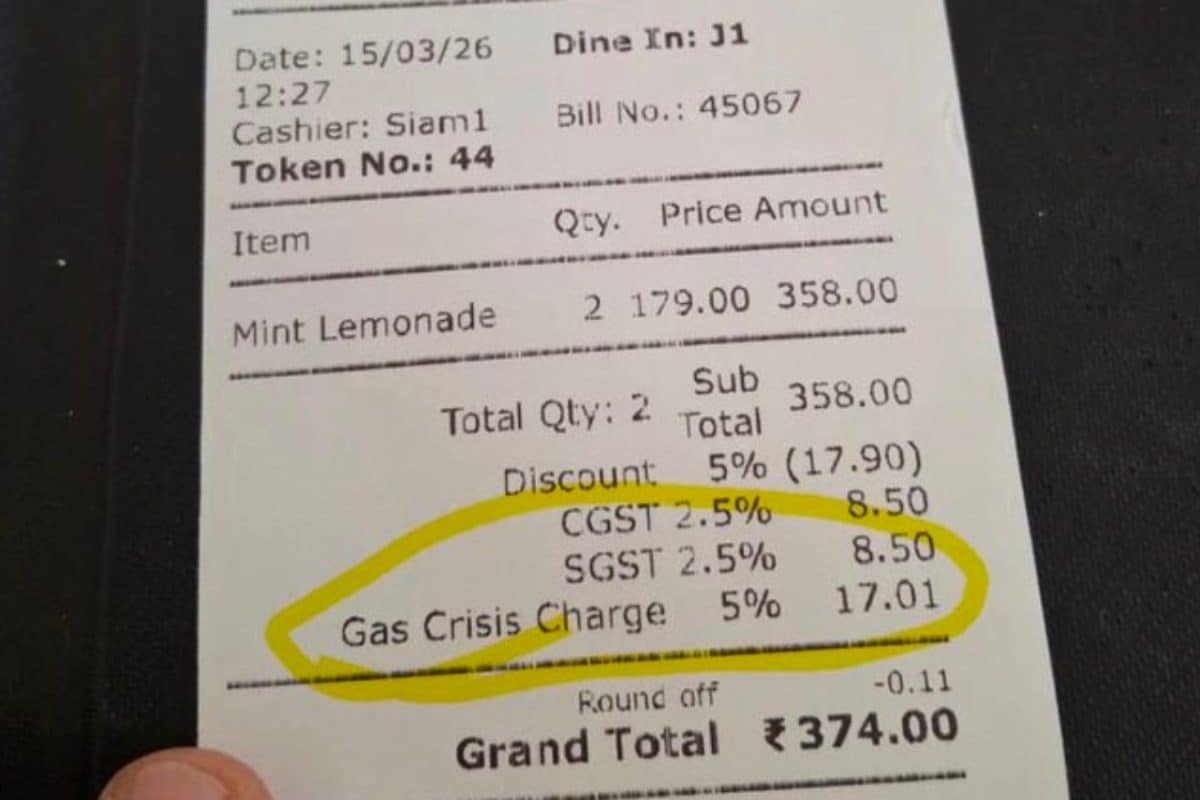 Date: 15/03/26 Dine In: J1
12:27
Cashier: Siam1 Bill No.: 45067
Token No.: 44
Item Qty. Price Amount
Mint Lemonade 2 179.00 358.00
Total Qty: 2 Sub Total 358.00
Discount 5% (17.90)
CGST 2.5% 8.50
SGST 2.5% 8.50
Gas Crisis Charge 5% 17.01
Round off -0.11
Grand Total ₹374.00